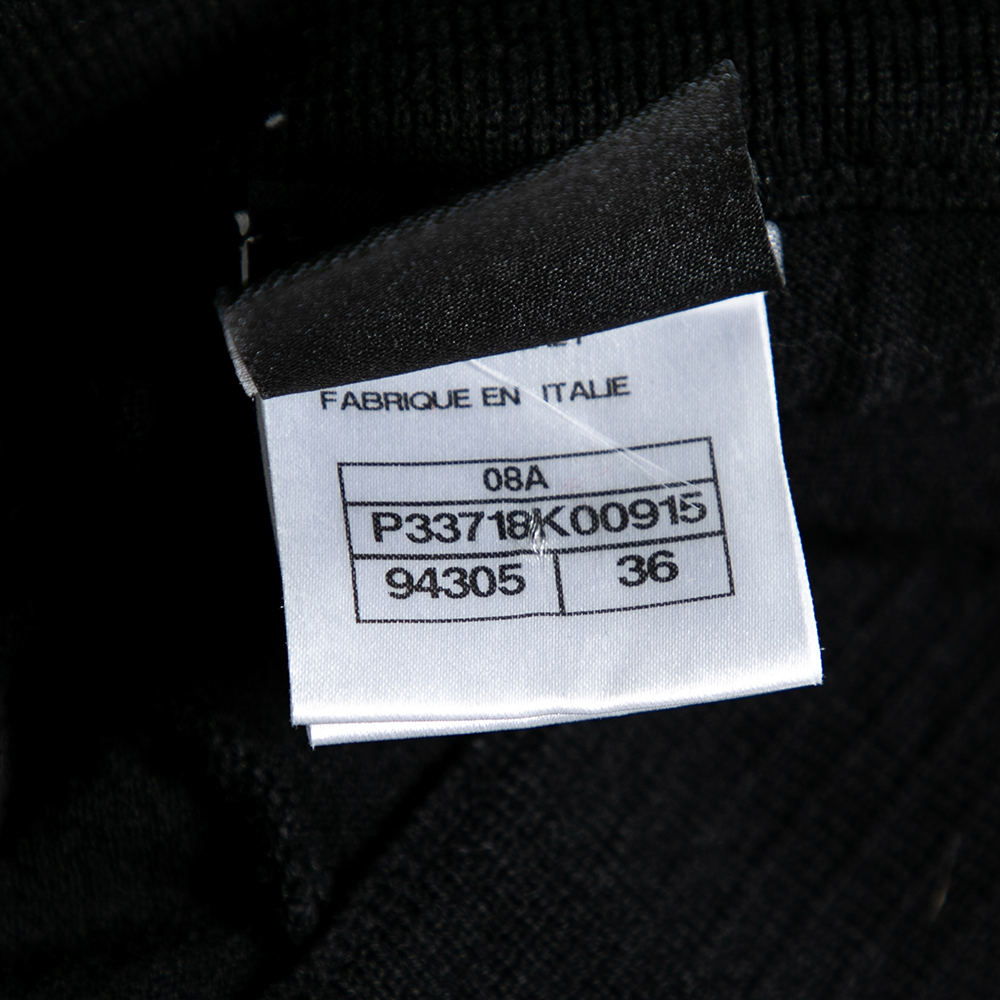 FABRIQUE EN ITALIE
08A
P33718K00915
94305 36